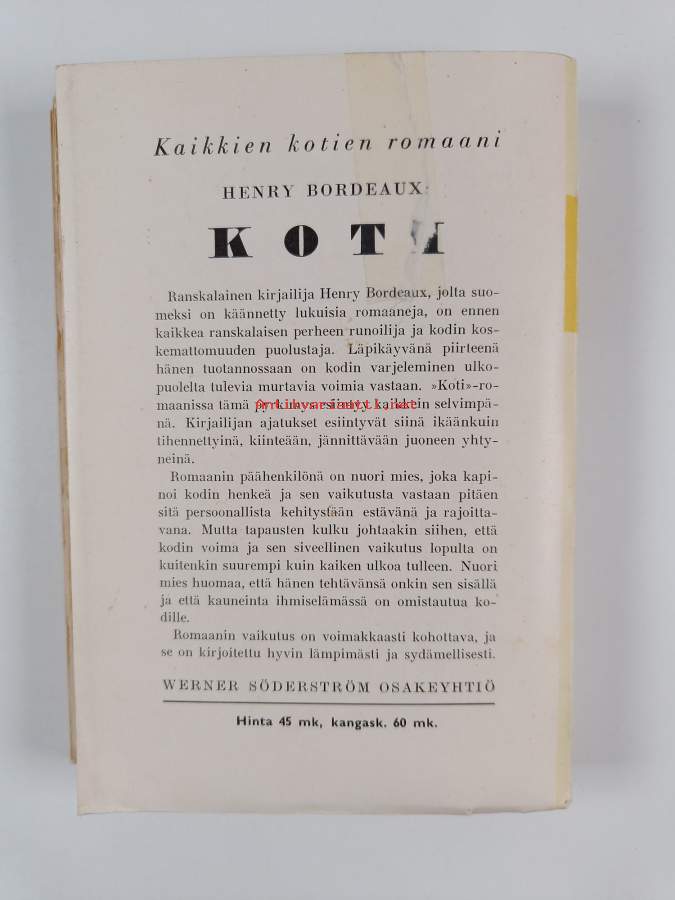 Kaikkien kotien romaani
HENRY BORDEAUX:
KOTI
Ranskalainen kirjailija Henry Bordeaux, jolta suo-
meksi on käännetty lukuisia romaaneja, on ennen
kaikkea ranskalaisen perheen runoilija ja kodin kos-
kemattomuuden puolustaja. Läpikäyvänä piirteenä
hänen tuotannossaan on kodin varjeleminen ulko-
puolelta tulevia murtavia voimia vastaan. »Koti»-ro-
maanissa tämä esiintyy kaikkein selvimpä-
nä. Kirjailijan ajatukset esiintyvät siinä ikäänkuin
tihennettyinä, kiinteään, jännittävään juoneen yhty-
neinä.
Romaanin päähenkilönä on nuori mies, joka kapi-
noi kodin henkeä ja sen vaikutusta vastaan pitäen
sitä persoonallista kehitystään estävänä ja rajoitta-
vana. Mutta tapausten kulku johtaakin siihen, että
kodin voima ja sen siveellinen vaikutus lopulta on
kuitenkin suurempi kuin kaiken ulkoa tulleen. Nuori
mies huomaa, että hänen tehtävänsä onkin sen sisällä
ja että kauneinta ihmiselämässä on omistautua ko-
dille.
Romaanin vaikutus on voimakkaasti kohottava, ja
se on kirjoitettu hyvin lämpimästi ja sydämellisesti.
WERNER SÖDERSTRÖM OSAKEYHTIÖ
Hinta 45 mk, kangask. 60 mk.